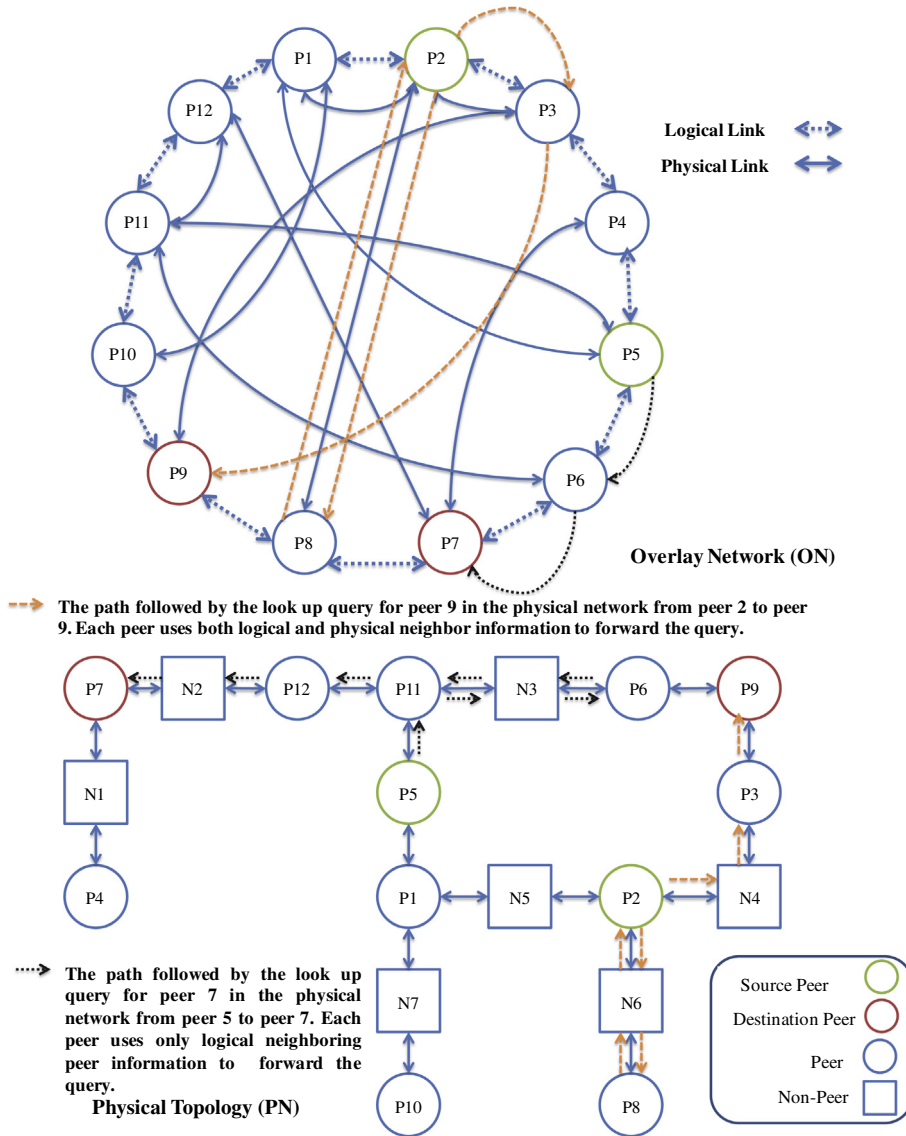 P1
P2
P12
P3
Logical Link
Physical Link
P11
P4
P10
P5
P9
P6
P8
P7
Overlay Network (ON)
The path followed by the look up query for peer 9 in the physical network from peer 2 to peer
9. Each peer uses both logical and physical neighbor information to forward the query.
P7
N2
P12
P11
N3
P6
P9
N1
P5
P3
P4
P1
N5
P2
N4
The path followed by the look up
query for peer 7 in the physical
network from peer 5 to peer 7. Each
peer uses only logical neighboring
peer information to forward the
query.
N7
N6
Physical Topology (PN)
P10
P8
Source Peer
Destination Peer
Peer
Non-Peer